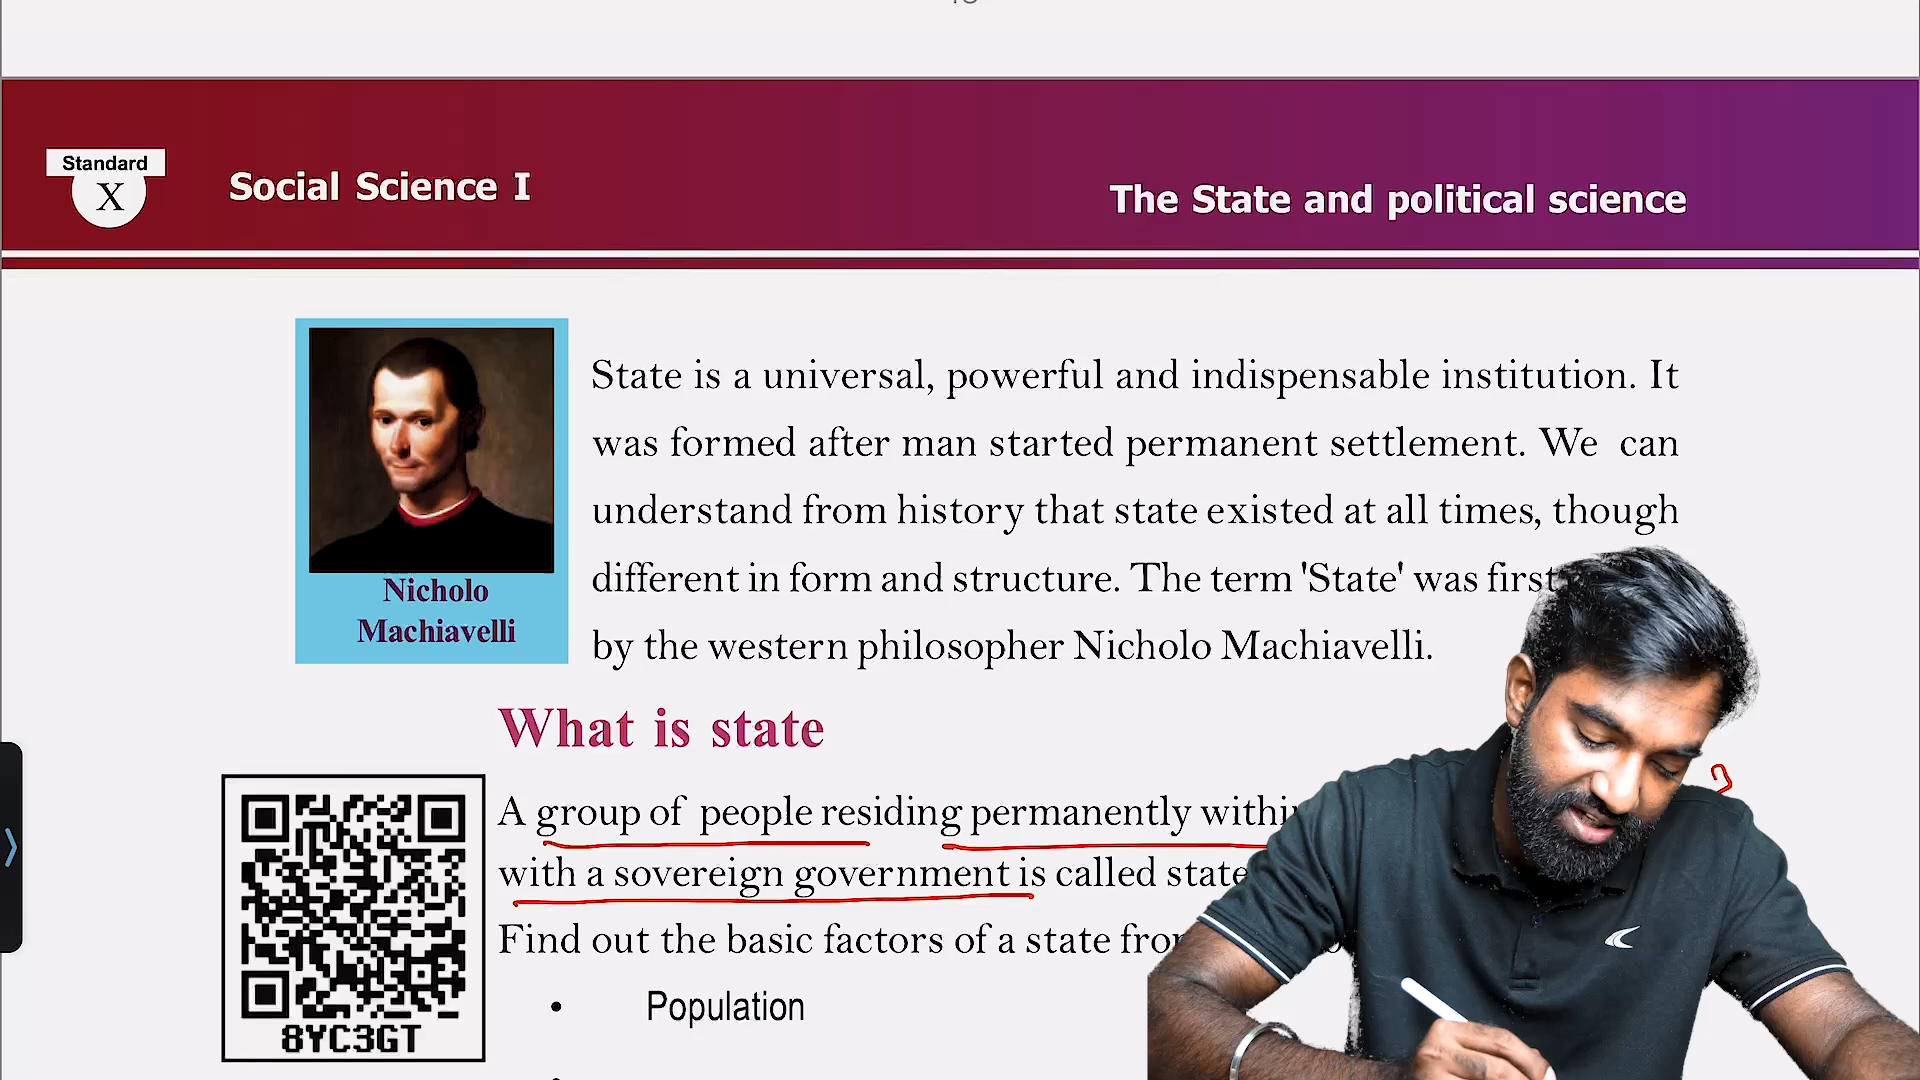 Standard
X
Social Science I
The State and political science
State is a universal, powerful and indispensable institution. It
was formed after man started permanent settlement. We can
understand from history that state existed at all times, though
different in form and structure. The term 'State' was first
by the western philosopher Nicholo Machiavelli.
Nicholo
Machiavelli
What is state
A group of people residing permanently
with a sovereign government is called state
Find out the basic factors of a state
• Population
8YC3GT